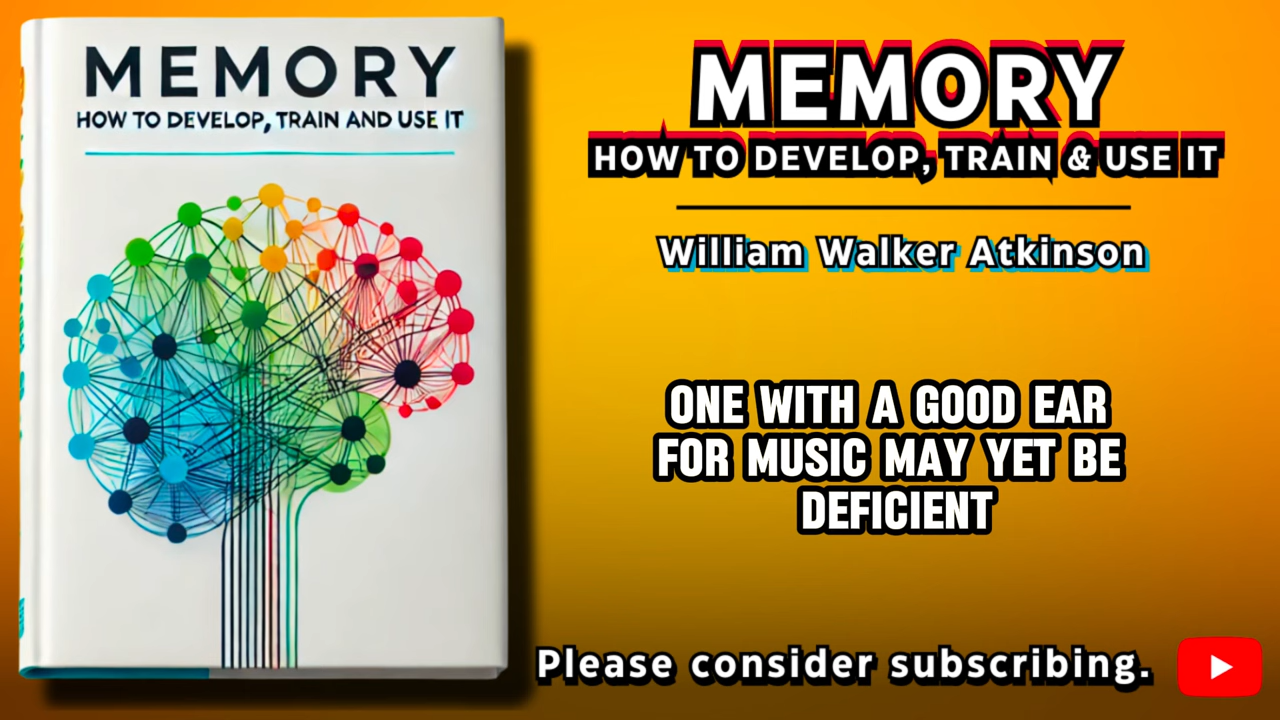 MEMORY
HOW TO DEVELOP, TRAIN AND USE IT
MEMORY
HOW TO DEVELOP, TRAIN & USE IT
William Walker Atkinson
ONE WITH A GOOD EAR
FOR MUSIC MAY YET BE
DEFICIENT
Please consider subscribing.